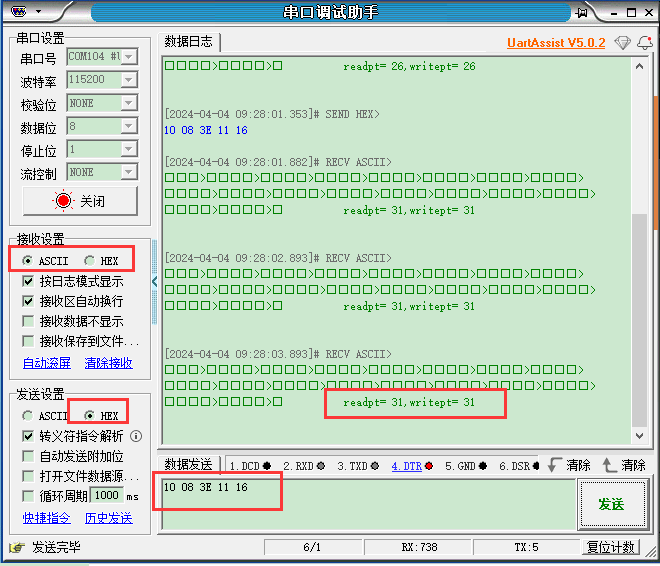 串口调试助手
串口设置
串口号 COM104 #U
波特率 115200
校验位 NONE
数据位 8
停止位 1
流控制 NONE
关闭
接收设置
ASCII HEX
按日志模式显示
接收区自动换行
接收数据不显示
接收保存到文件...
自动滚屏 清除接收
发送设置
ASCII HEX
转义符指令解析
自动发送附加位
打开文件数据源...
循环周期 1000 ms
快捷指令 历史发送
数据日志 UartAssist V5.0.2
□□□□>□□□□>□ readpt= 26,writept= 26
[2024-04-04 09:28:01.353]# SEND HEX>
10 08 3E 11 16
[2024-04-04 09:28:01.882]# RECV ASCII>
□□□>□□□□>□□□□>□□□□>□□□□>□□□□>□□□□>□□□□>
□□□□>□□□□>□□□□>□□□□>□□□□>□□□□>□□□□>□□□□>
□□□□>□□□□>□ readpt= 31,writept= 31
[2024-04-04 09:28:02.893]# RECV ASCII>
□□□□>□□□□>□□□□>□□□□>□□□□>□□□□>□□□□>
□□□□>□□□□>□□□□>□□□□>□□□□>□□□□>□□□□>□□□□>
□□□□>□□□□>□ readpt= 31,writept= 31
[2024-04-04 09:28:03.893]# RECV ASCII>
□□□□>□□□□>□□□□>□□□□>□□□□>□□□□>□□□□>
□□□□>□□□□>□□□□>□□□□>□□□□>□□□□>□□□□>□□□□>
□□□□>□□□□>□ readpt= 31,writept= 31
数据发送 1.DCD 2.RXD 3.TXD 4.DTR 5.GND 6.DSR 清除 清除
10 08 3E 11 16
发送
发送完毕 6/1 RX:738 TX:5 复位计数